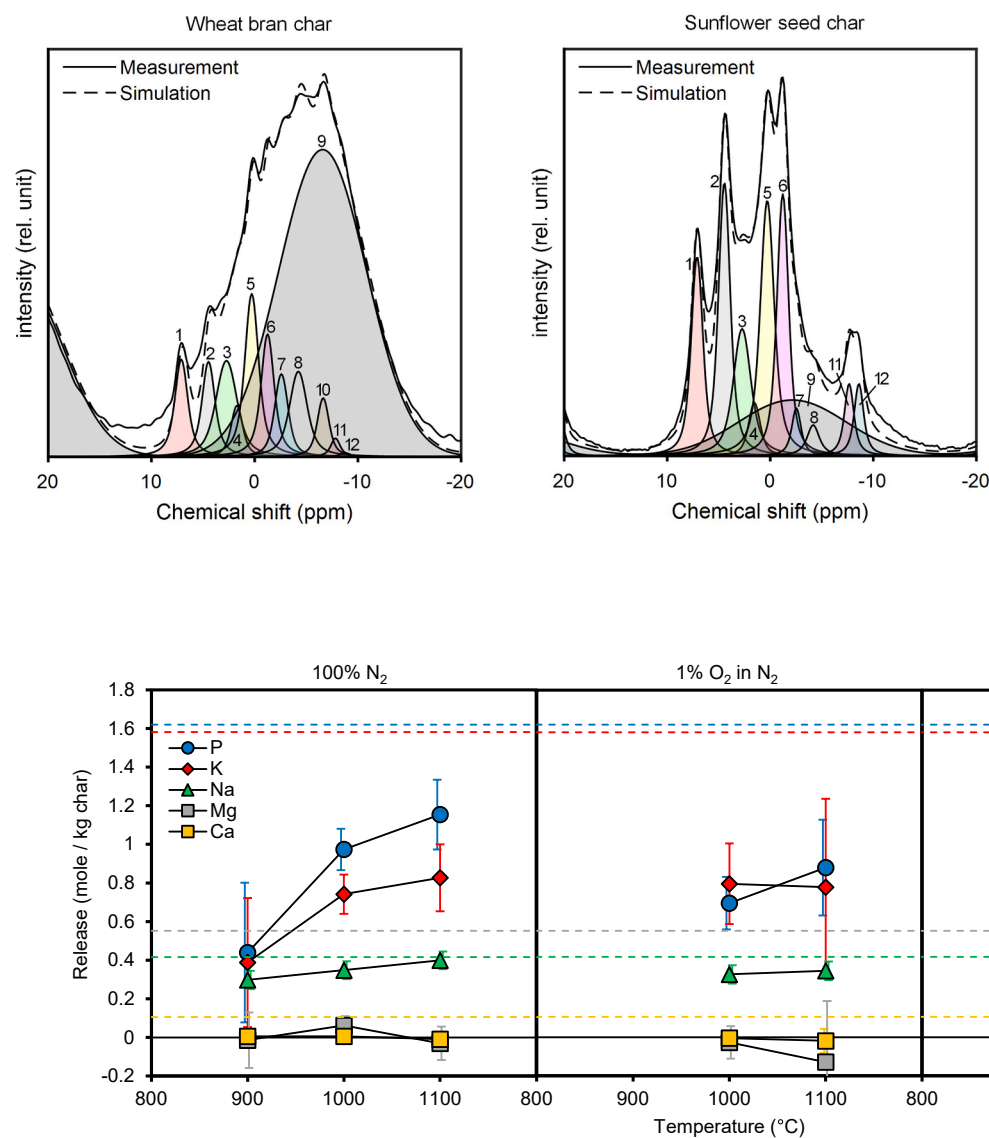 Wheat bran char
Measurement
Simulation
1
2
3
4
5
6
7
8
9
10
11
12
intensity (rel. unit)
20
10
0
-10
-20
Chemical shift (ppm)
Sunflower seed char
Measurement
Simulation
1
2
3
4
5
6
7
8
9
11
12
intensity (rel. unit)
20
10
0
-10
-20
Chemical shift (ppm)
100% N₂
1% O₂ in N₂
1.8
1.6
1.4
1.2
1
0.8
0.6
0.4
0.2
0
-0.2
Release (mole / kg char)
P
K
Na
Mg
Ca
800
900
1000
1100
800
900
1000
1100
800
Temperature (°C)